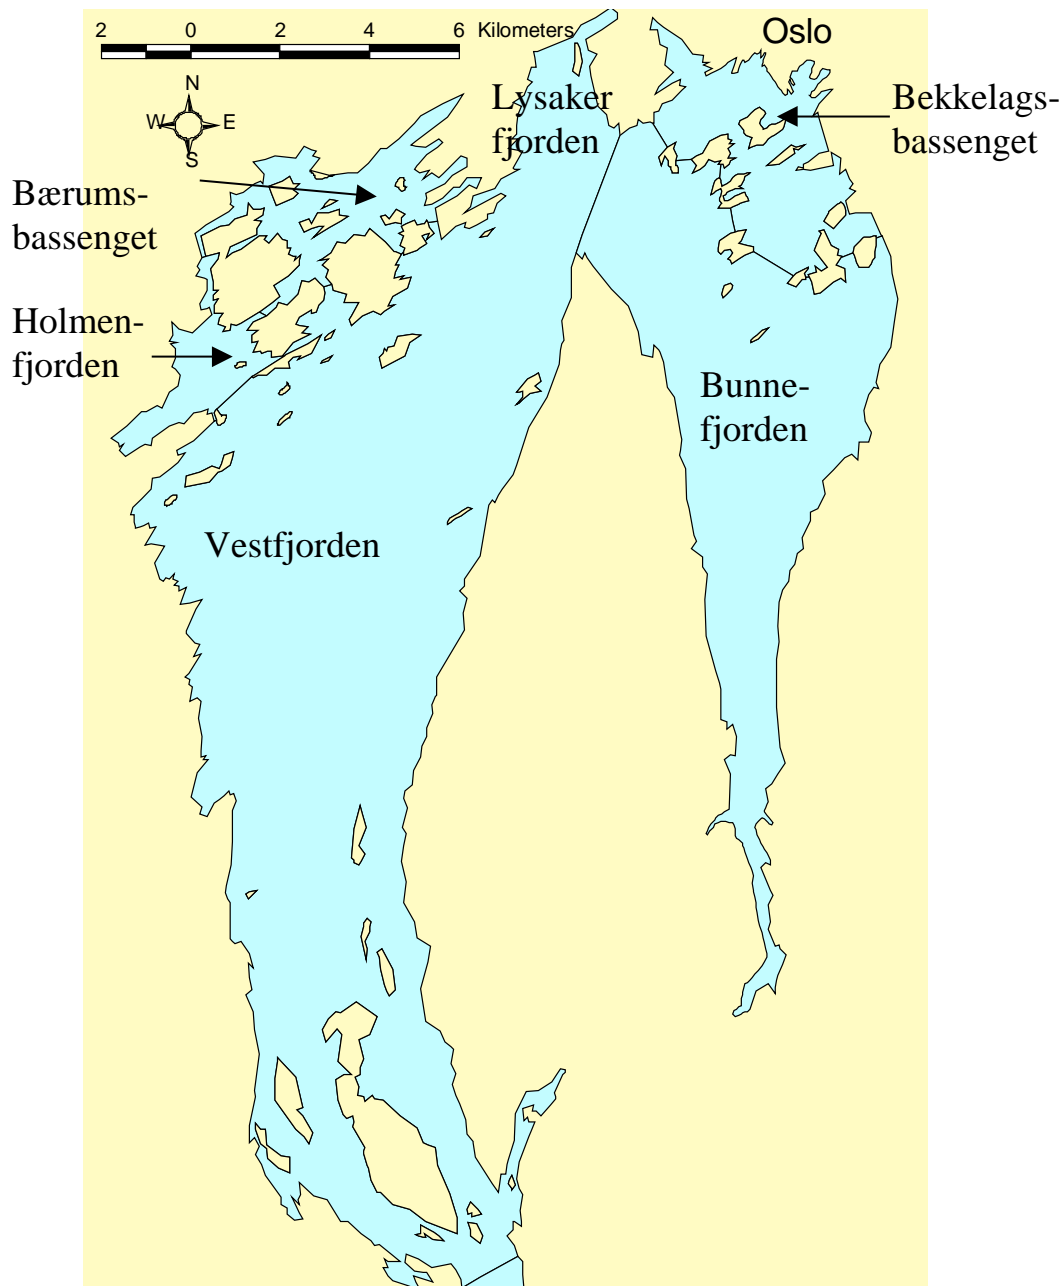 2 0 2 4 6 Kilometers
Oslo
N
W E
S
Lysaker
fjorden
Bekkelags-
bassenget
Bærums-
bassenget
Holmen-
fjorden
Bunne-
fjorden
Vestfjorden